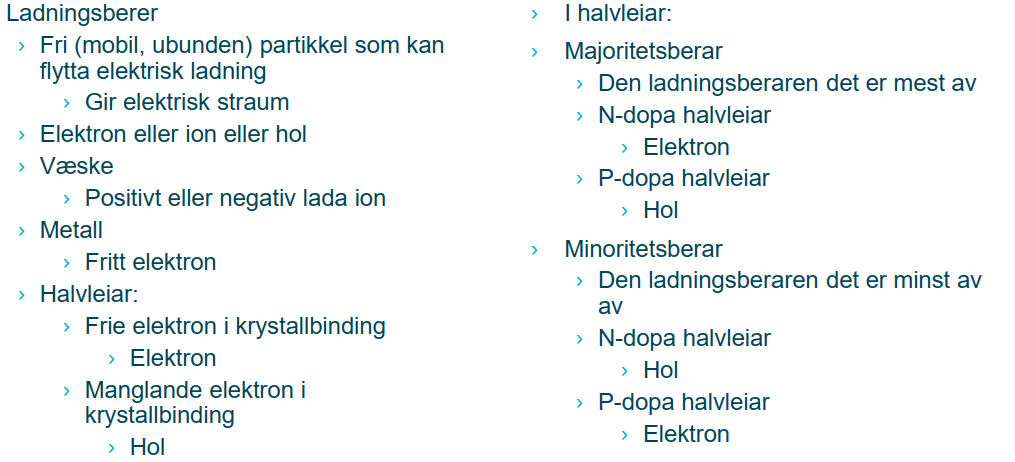 Ladningsberer
› Fri (mobil, ubunden) partikkel som kan
flytta elektrisk ladning
› Gir elektrisk straum
› Elektron eller ion eller hol
› Væske
› Positivt eller negativ lada ion
› Metall
› Fritt elektron
› Halvleiar:
› Frie elektron i krystallbinding
› Elektron
› Manglande elektron i
krystallbinding
› Hol
› I halvleiar:
› Majoritetsberar
› Den ladningsberaren det er mest av
› N-dopa halvleiar
› Elektron
› P-dopa halvleiar
› Hol
› Minoritetsberar
› Den ladningsberaren det er minst av
av
› N-dopa halvleiar
› Hol
› P-dopa halvleiar
› Elektron